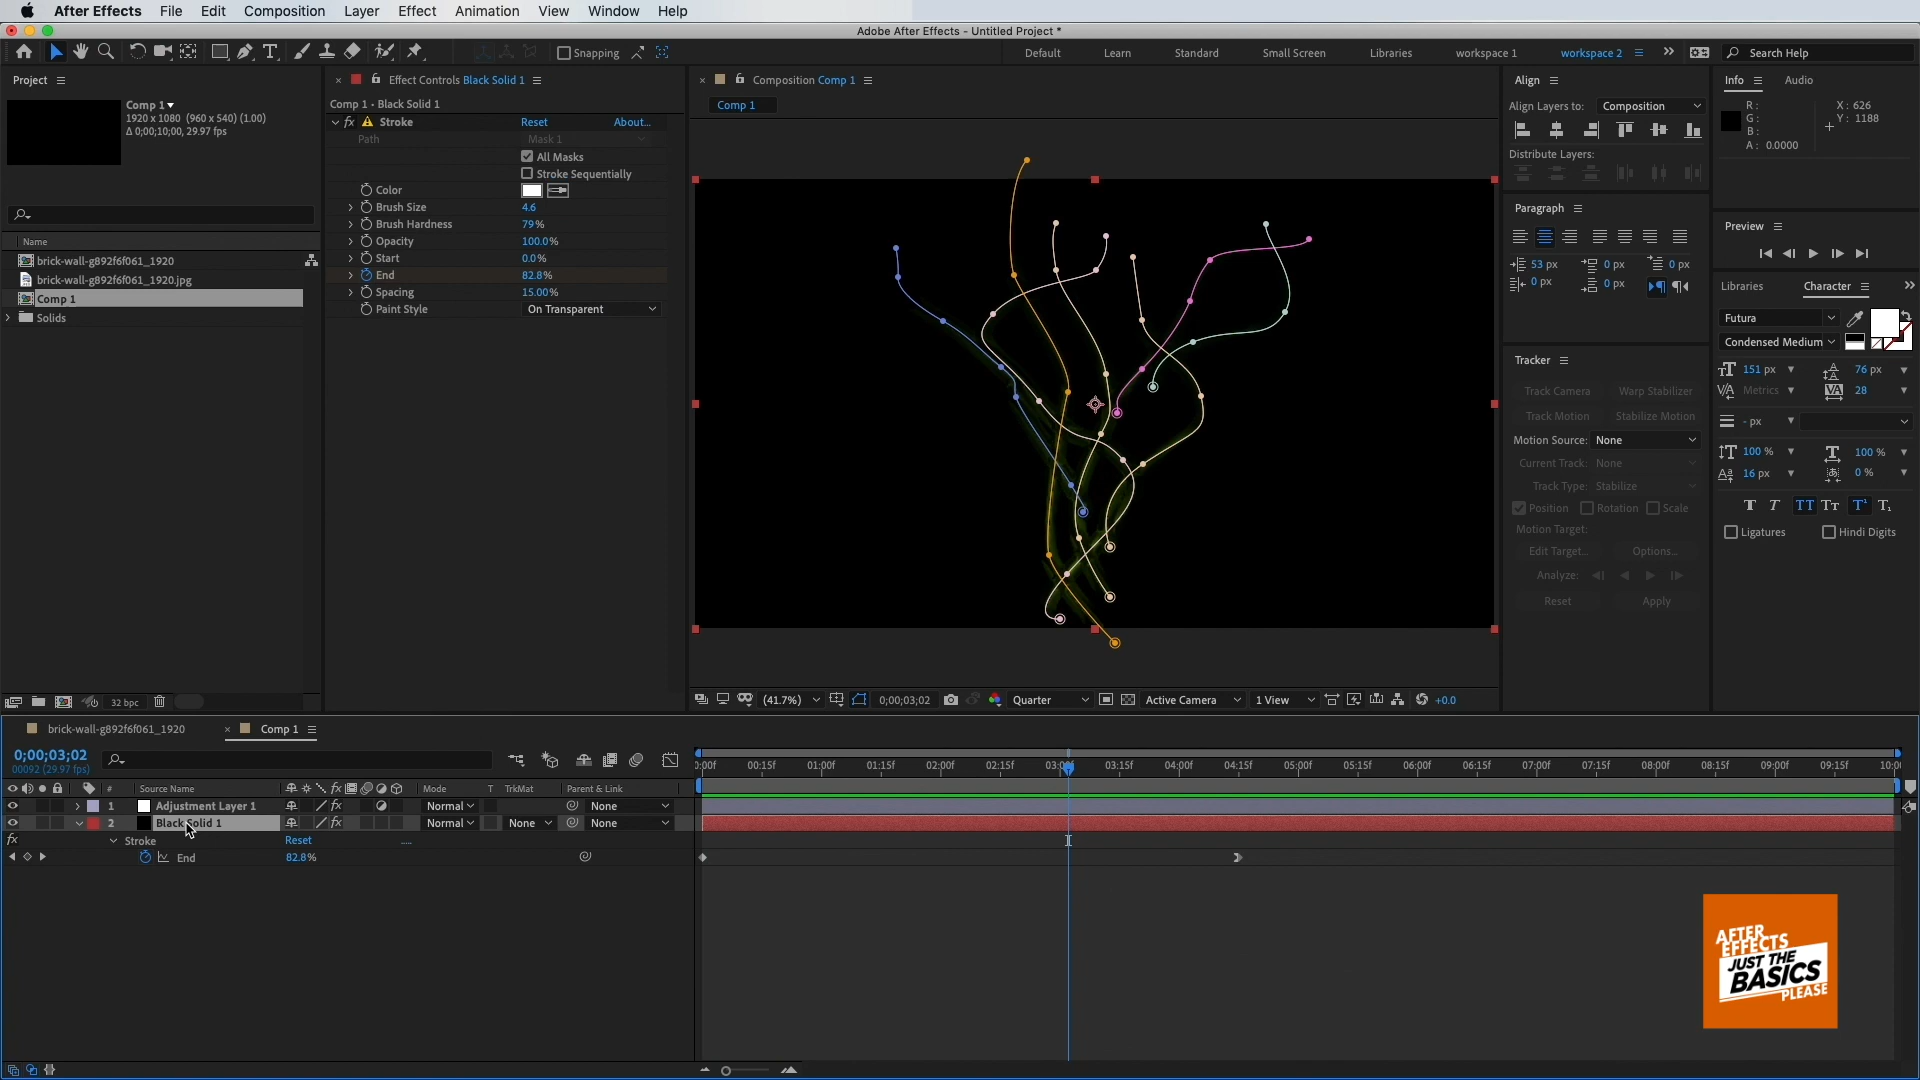 After Effects File Edit Composition Layer Effect Animation View Window Help
Adobe After Effects - Untitled Project *
Snapping
Default Learn Standard Small Screen Libraries workspace 1 workspace 2 Search Help
Project
Comp 1
1920 x 1080 (960 x 540) (1.00)
Δ 0;00;10;00, 29.97 fps
Name
brick-wall-g892f6f061_1920
brick-wall-g892f6f061_1920.jpg
Comp 1
Solids
32 bpc
Effect Controls Black Solid 1
Comp 1 • Black Solid 1
fx Stroke Reset About...
Path Mask 1
All Masks
Stroke Sequentially
Color
Brush Size 4.6
Brush Hardness 79%
Opacity 100.0%
Start 0.0%
End 82.8%
Spacing 15.00%
Paint Style On Transparent
Composition Comp 1
Comp 1
(41.7%) 0;00;03;02 Quarter Active Camera 1 View +0.0
Align
Align Layers to: Composition
Distribute Layers:
Paragraph
53 px 0 px 0 px
0 px 0 px
Tracker
Track Camera Warp Stabilizer
Track Motion Stabilize Motion
Motion Source: None
Current Track: None
Track Type: Stabilize
Position Rotation Scale
Motion Target:
Edit Target... Options...
Analyze:
Reset Apply
Info Audio
R: X: 626
G: Y: 1188
B:
A: 0.0000
Preview
Libraries Character
Futura
Condensed Medium
151 px 76 px
Metrics 28
- px
100 % 100 %
16 px 0 %
T T TT Tt T¹ T₁
Ligatures Hindi Digits
brick-wall-g892f6f061_1920 Comp 1
0;00;03;02
00092 (29.97 fps)
# Source Name fx Mode T TrkMat Parent & Link
1 Adjustment Layer 1 fx Normal None
2 Black Solid 1 fx Normal None None
fx Stroke Reset .....
End 82.8%
):00f 00:15f 01:00f 01:15f 02:00f 02:15f 03:00f 03:15f 04:00f 04:15f 05:00f 05:15f 06:00f 06:15f 07:00f 07:15f 08:00f 08:15f 09:00f 09:15f 10:0(
AFTER
EFFECTS
JUST THE
BASICS
PLEASE